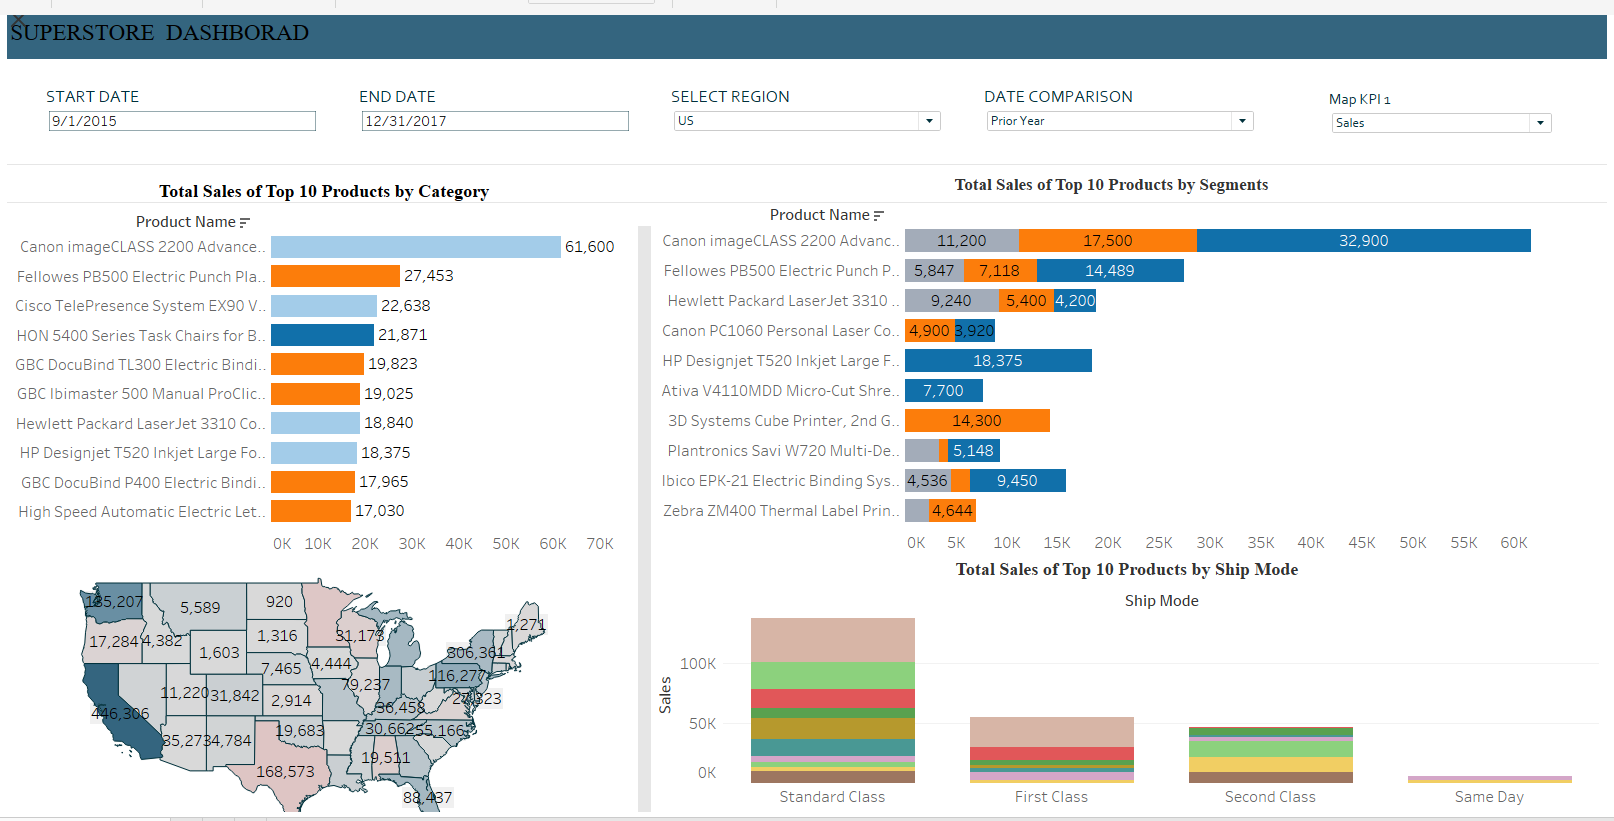 SUPERSTORE DASHBORAD
START DATE
END DATE
SELECT REGION
DATE COMPARISON
Map KPI 1
9/1/2015
12/31/2017
US
Prior Year
Sales
Total Sales of Top 10 Products by Category
Product Name
Canon imageCLASS 2200 Advance.. 61,600
Fellowes PB500 Electric Punch Pla.. 27,453
Cisco TelePresence System EX90 V.. 22,638
HON 5400 Series Task Chairs for B.. 21,871
GBC DocuBind TL300 Electric Bindi.. 19,823
GBC Ibimaster 500 Manual ProClic.. 19,025
Hewlett Packard LaserJet 3310 Co.. 18,840
HP Designjet T520 Inkjet Large Fo.. 18,375
GBC DocuBind P400 Electric Bindi.. 17,965
High Speed Automatic Electric Let.. 17,030
0K 10K 20K 30K 40K 50K 60K 70K
Total Sales of Top 10 Products by Segments
Product Name
Canon imageCLASS 2200 Advanc.. 11,200 17,500 32,900
Fellowes PB500 Electric Punch P.. 5,847 7,118 14,489
Hewlett Packard LaserJet 3310 .. 9,240 5,400 4,200
Canon PC1060 Personal Laser Co.. 4,900 3,920
HP Designjet T520 Inkjet Large F.. 18,375
Ativa V4110MDD Micro-Cut Shre.. 7,700
3D Systems Cube Printer, 2nd G.. 14,300
Plantronics Savi W720 Multi-De.. 5,148
Ibico EPK-21 Electric Binding Sys.. 4,536 9,450
Zebra ZM400 Thermal Label Prin.. 4,644
0K 5K 10K 15K 20K 25K 30K 35K 40K 45K 50K 55K 60K
920
5,589
1,271
17,284 4,382
1,316
31,173
1,603
306,361
7,465 4,444
116,277
11,220 31,842 2,914
79,237
36,458
446,306
19,683
30,662
19,511
168,573
88,437
Total Sales of Top 10 Products by Ship Mode
Ship Mode
Sales
100K
50K
0K
Standard Class
First Class
Second Class
Same Day